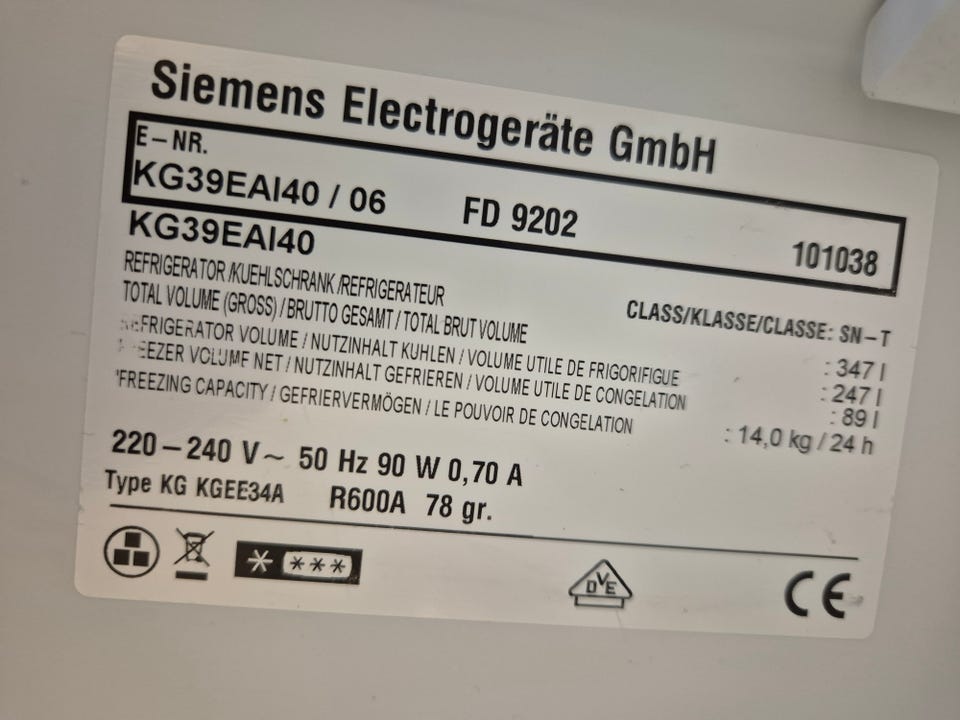 Siemens Electrogeräte GmbH
E-NR.
KG39EAI40 / 06 FD 9202 101038
KG39EAI40
REFRIGERATOR /KUEHLSCHRANK /REFRIGERATEUR CLASS/KLASSE/CLASSE: SN-T
TOTAL VOLUME (GROSS) / BRUTTO GESAMT / TOTAL BRUT VOLUME : 347 l
REFRIGERATOR VOLUME / NUTZINHALT KUHLEN / VOLUME UTILE DE FRIGORIFIGUE : 247 l
FREEZER VOLUME NET / NUTZINHALT GEFRIEREN / VOLUME UTILE DE CONGELATION : 89 l
'FREEZING CAPACITY / GEFRIERVERMÖGEN / LE POUVOIR DE CONGELATION : 14,0 kg / 24 h
220-240 V~ 50 Hz 90 W 0,70 A
Type KG KGEE34A R600A 78 gr.
* *** DVE CE